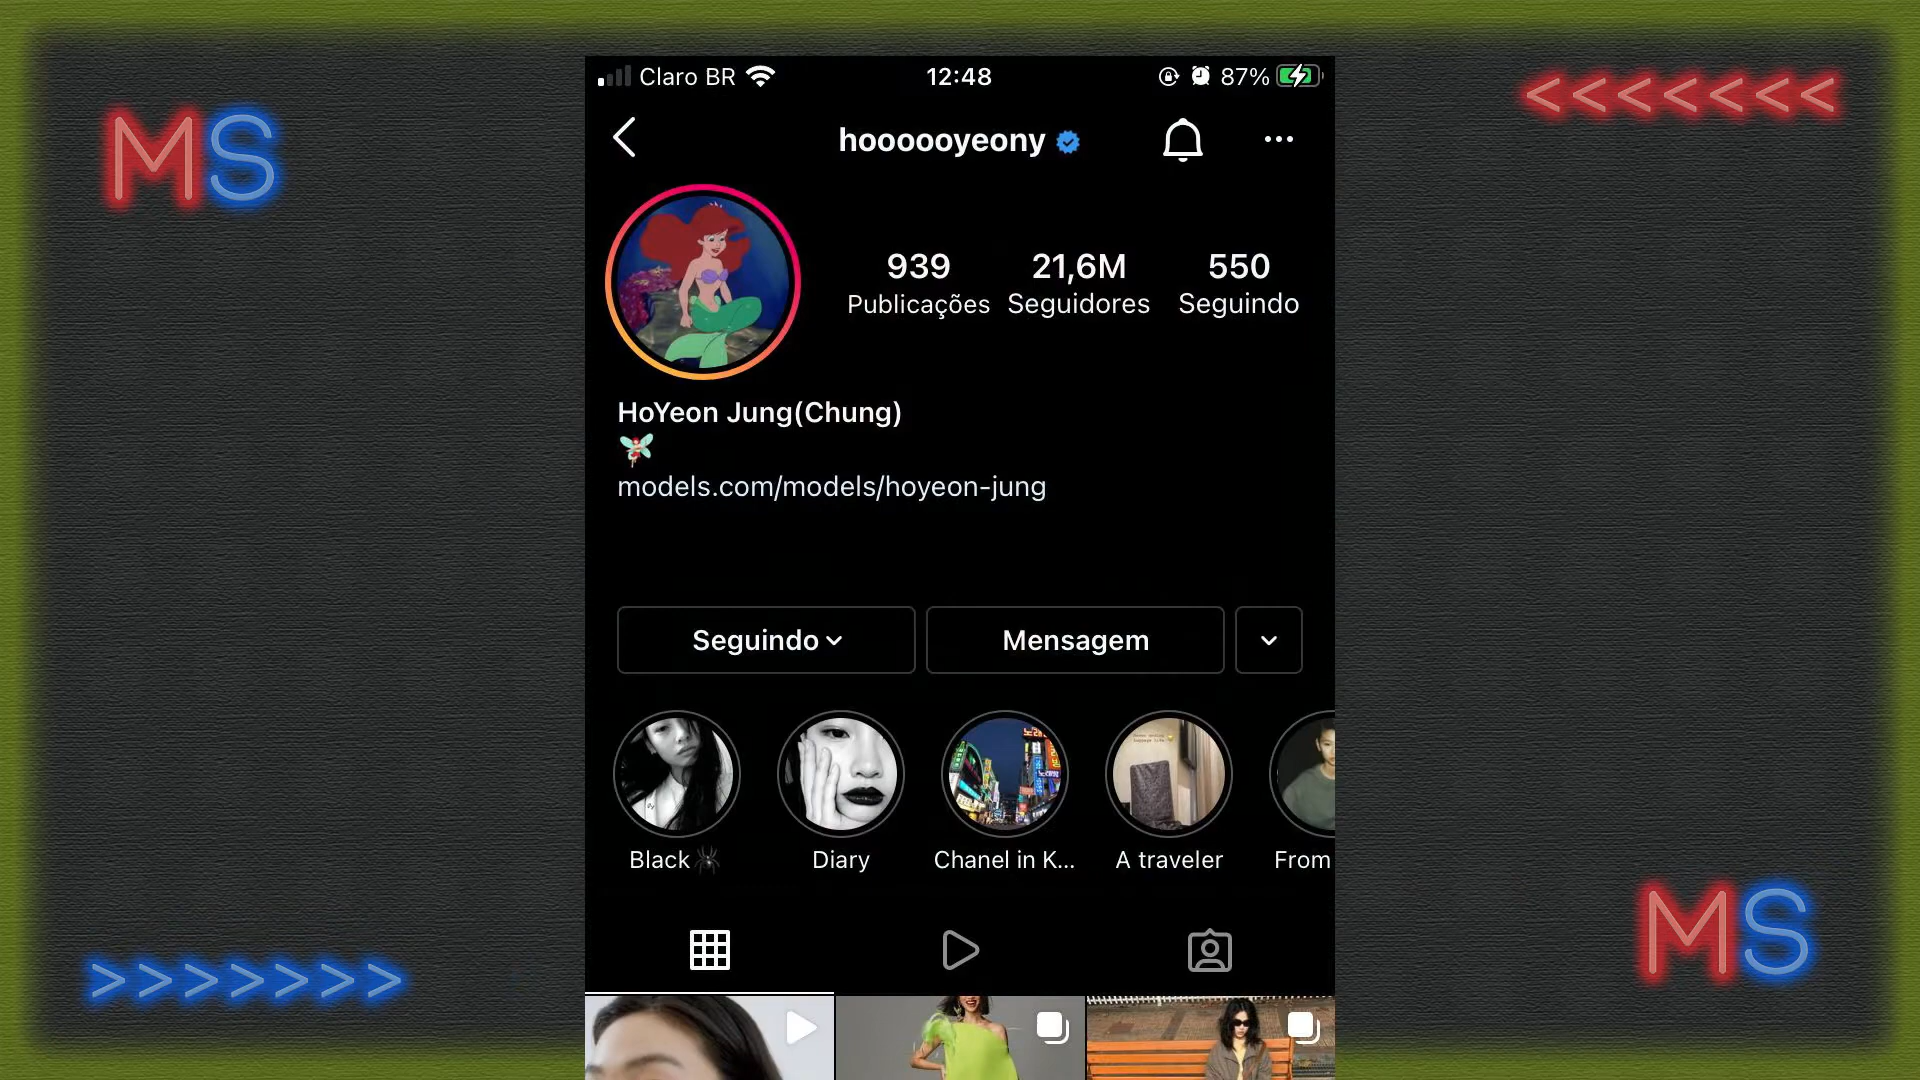 Claro BR
12:48
87%
MS
<<<<<<<
hoooooyeony
939
21,6M
550
Publicações
Seguidores
Seguindo
HoYeon Jung(Chung)
models.com/models/hoyeon-jung
Seguindo
Mensagem
Black
Diary
Chanel in K...
A traveler
From
MS
>>>>>>>